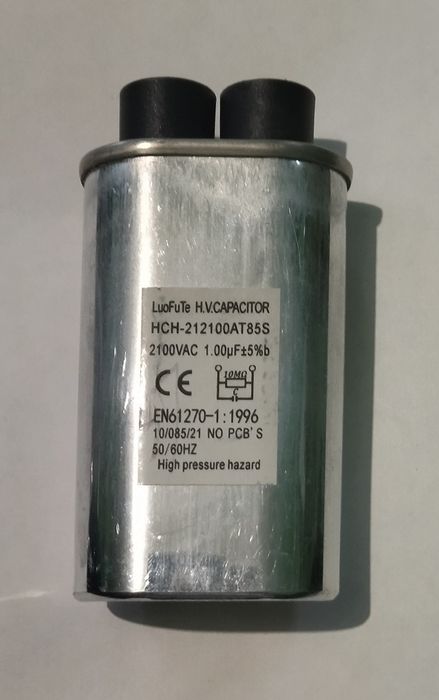 LuoFuTe H.V.CAPACITOR
HCH-212100AT85S
2100VAC 1.00μF±5%b
CE 10MΩ
C
EN61270-1:1996
10/085/21 NO PCB'S
50/60HZ
High pressure hazard